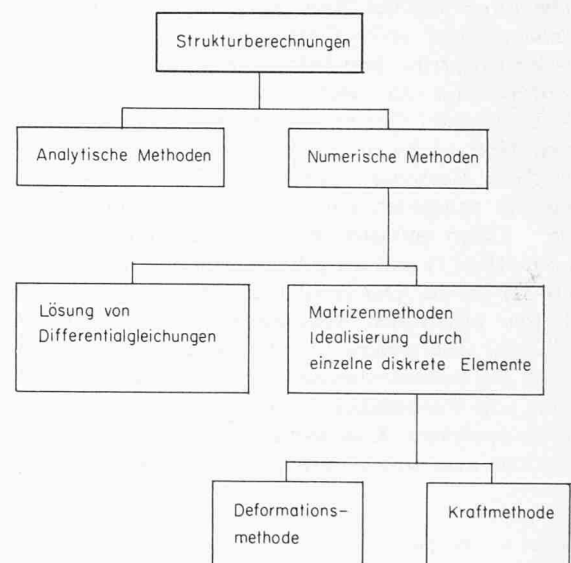 Strukturberechnungen
Analytische Methoden
Numerische Methoden
Lösung von
Differentialgleichungen
Matrizenmethoden
Idealisierung durch
einzelne diskrete Elemente
Deformations-
methode
Kraftmethode